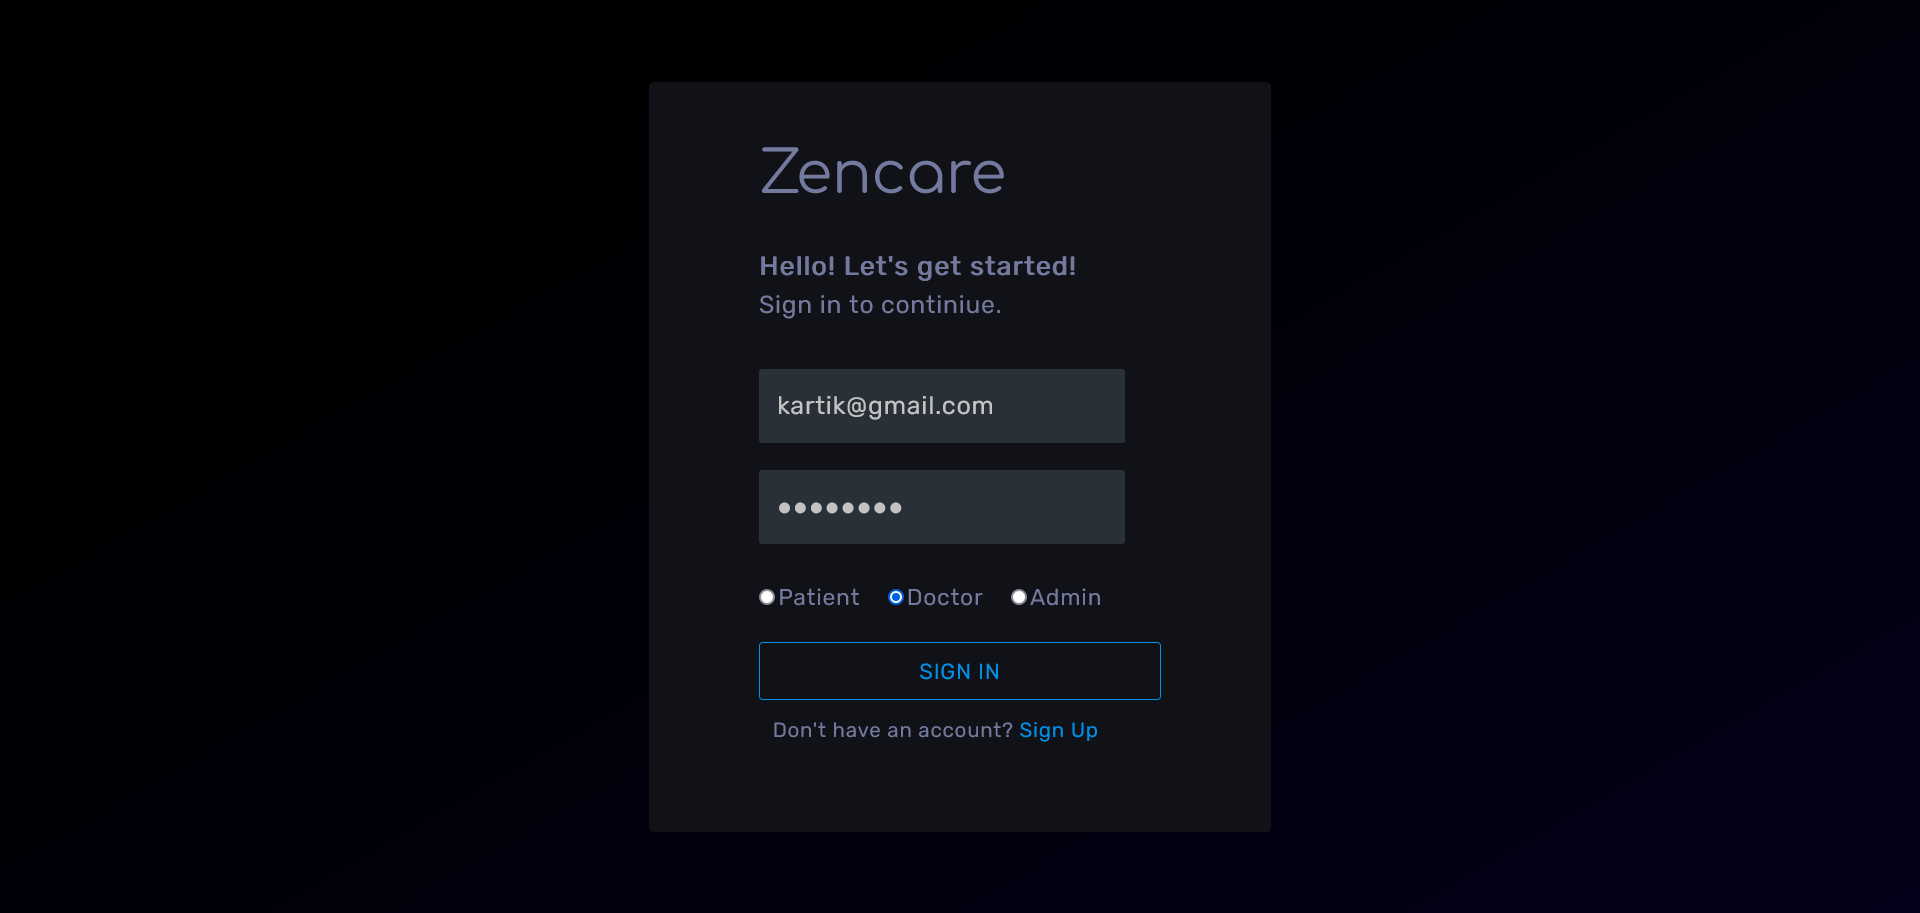 Zencare
Hello! Let's get started!
Sign in to continiue.
kartik@gmail.com
Patient Doctor Admin
SIGN IN
Don't have an account? Sign Up